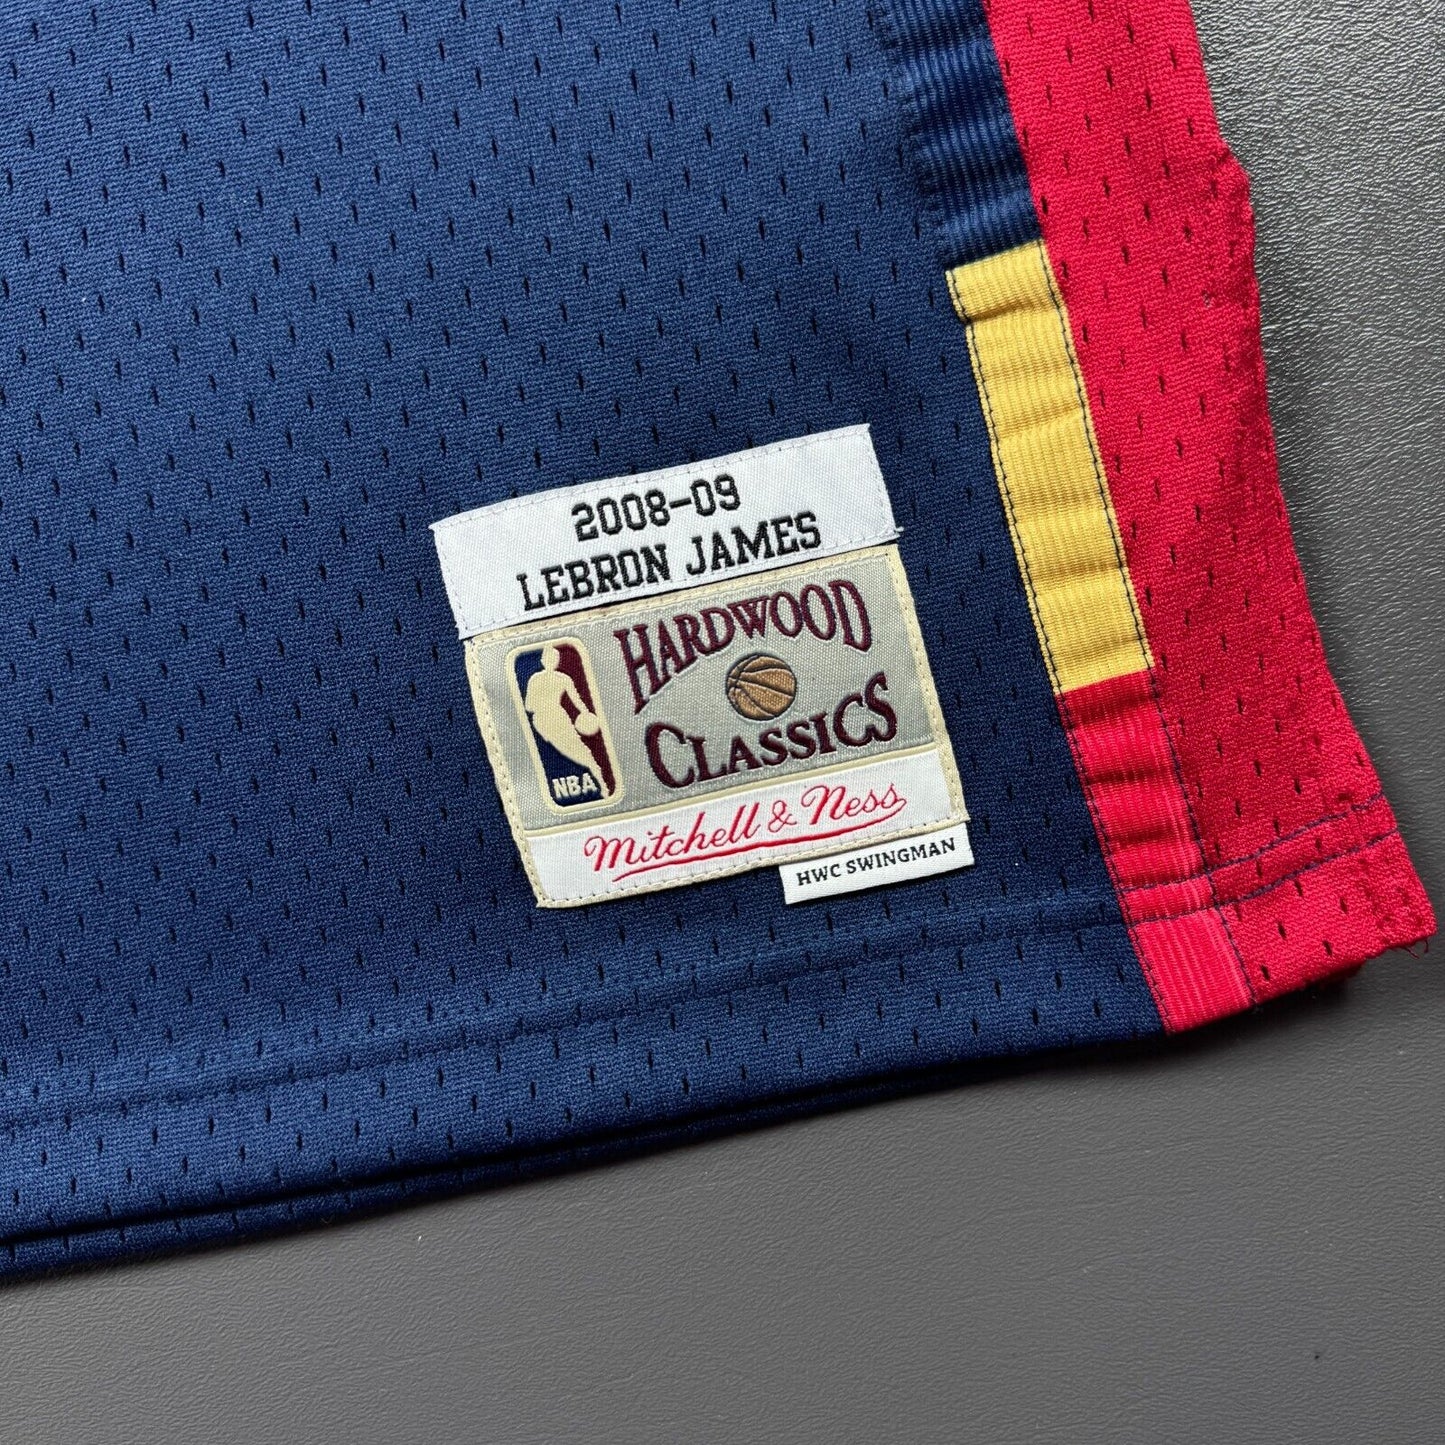 2008-09
LEBRON JAMES
HARDWOOD
CLASSICS
NBA
Mitchell & Ness
HWC SWINGMAN